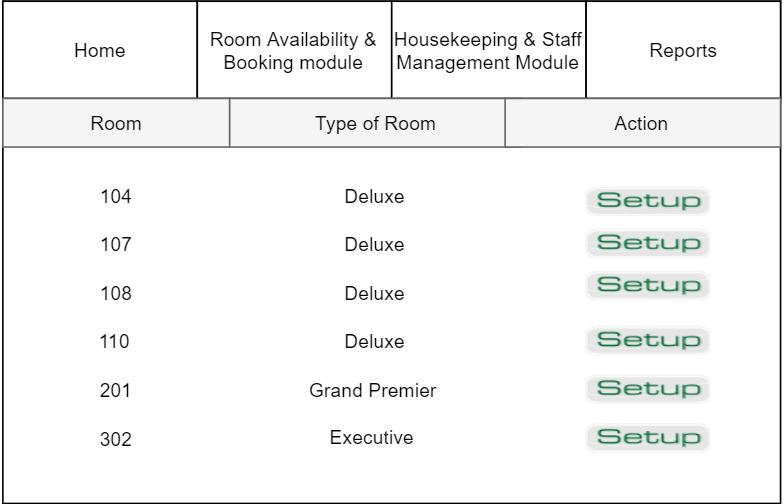 Home
Room Availability &
Booking module
Housekeeping & Staff
Management Module
Reports
Room Type of Room Action
104 Deluxe Setup
107 Deluxe Setup
108 Deluxe Setup
110 Deluxe Setup
201 Grand Premier Setup
302 Executive Setup